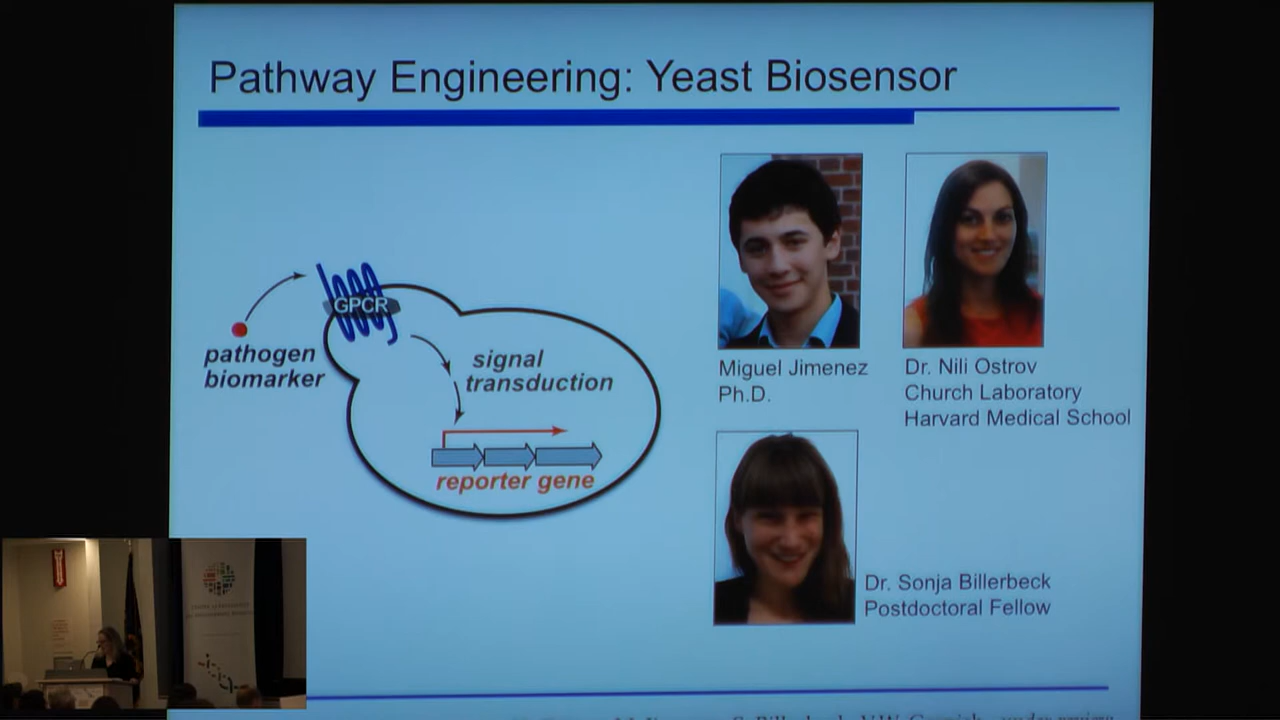 Pathway Engineering: Yeast Biosensor
GPCR
pathogen
biomarker
signal
transduction
reporter gene
Miguel Jimenez
Ph.D.
Dr. Nili Ostrov
Church Laboratory
Harvard Medical School
Dr. Sonja Billerbeck
Postdoctoral Fellow